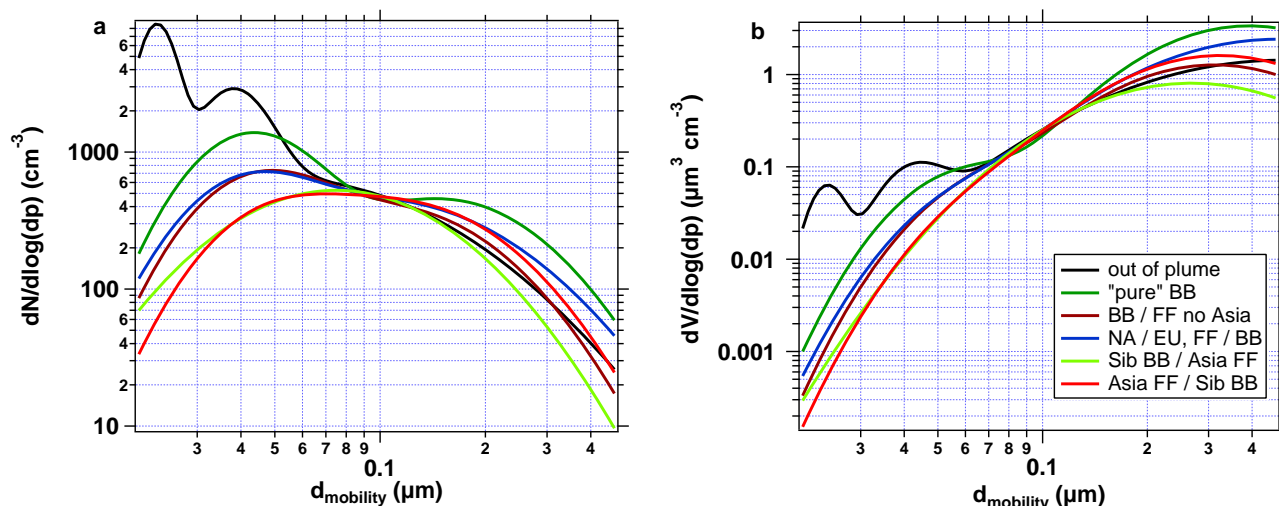 a
dN/dlog(dp) (cm⁻³)
6
4
2
1000
6
4
2
100
6
4
2
10
3 4 5 6 7 8 9 0.1 2 3 4
d_mobility (µm)
b
dV/dlog(dp) (µm³ cm⁻³)
1
0.1
0.01
0.001
3 4 5 6 7 8 9 0.1 2 3 4
d_mobility (µm)
out of plume
"pure" BB
BB / FF no Asia
NA / EU, FF / BB
Sib BB / Asia FF
Asia FF / Sib BB